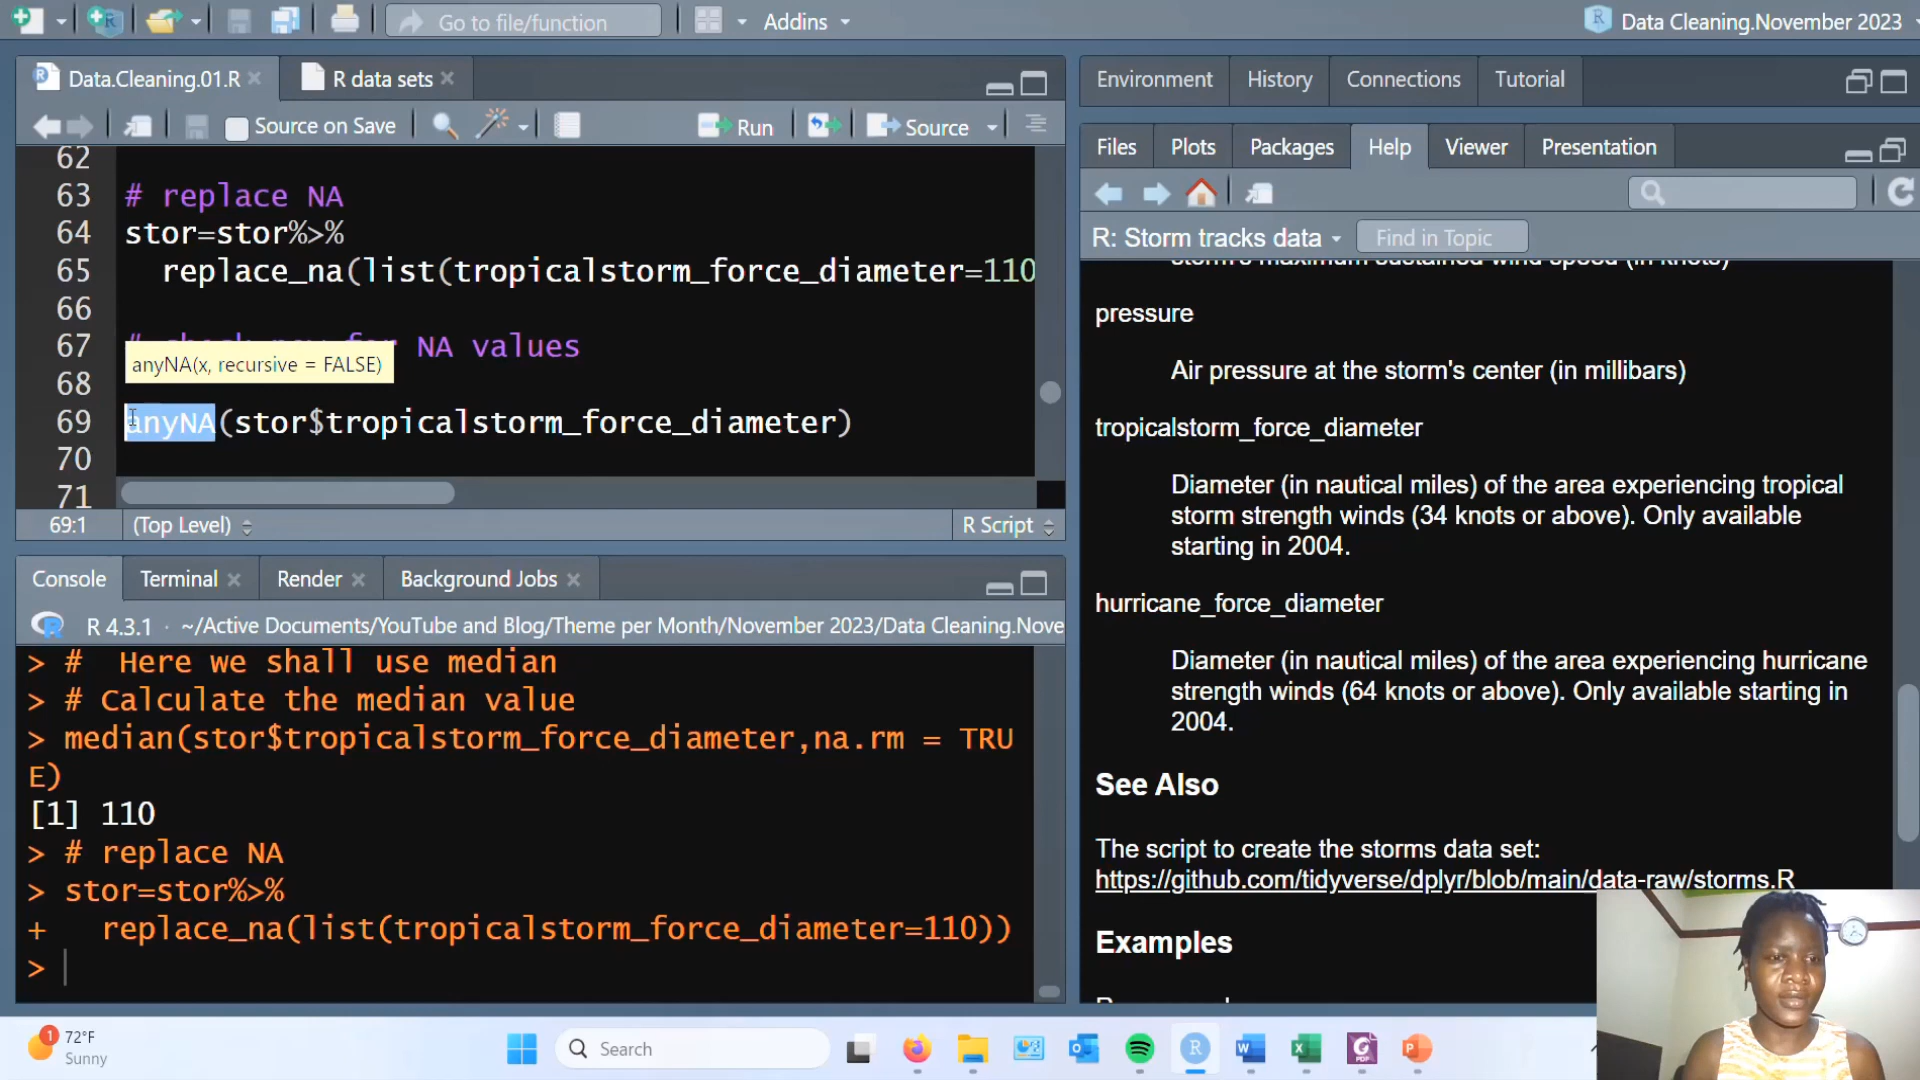 Go to file/function
Addins
Data Cleaning.November 2023
Data.Cleaning.01.R
R data sets
Source on Save
Run
Source
62
63 # replace NA
64 stor=stor%>%
65 replace_na(list(tropicalstorm_force_diameter=110
66
67 NA values
anyNA(x, recursive = FALSE)
68
69 anyNA(stor$tropicalstorm_force_diameter)
70
71
69:1
(Top Level)
R Script
Console
Terminal
Render
Background Jobs
R 4.3.1 · ~/Active Documents/YouTube and Blog/Theme per Month/November 2023/Data Cleaning.Nove
> # Here we shall use median
> # Calculate the median value
> median(stor$tropicalstorm_force_diameter,na.rm = TRU
E)
[1] 110
> # replace NA
> stor=stor%>%
+ replace_na(list(tropicalstorm_force_diameter=110))
>
Environment
History
Connections
Tutorial
Files
Plots
Packages
Help
Viewer
Presentation
R: Storm tracks data
Find in Topic
storm's maximum sustained wind speed (in knots)
pressure
Air pressure at the storm's center (in millibars)
tropicalstorm_force_diameter
Diameter (in nautical miles) of the area experiencing tropical
storm strength winds (34 knots or above). Only available
starting in 2004.
hurricane_force_diameter
Diameter (in nautical miles) of the area experiencing hurricane
strength winds (64 knots or above). Only available starting in
2004.
See Also
The script to create the storms data set:
https://github.com/tidyverse/dplyr/blob/main/data-raw/storms.R
Examples
1
72°F
Sunny
Search